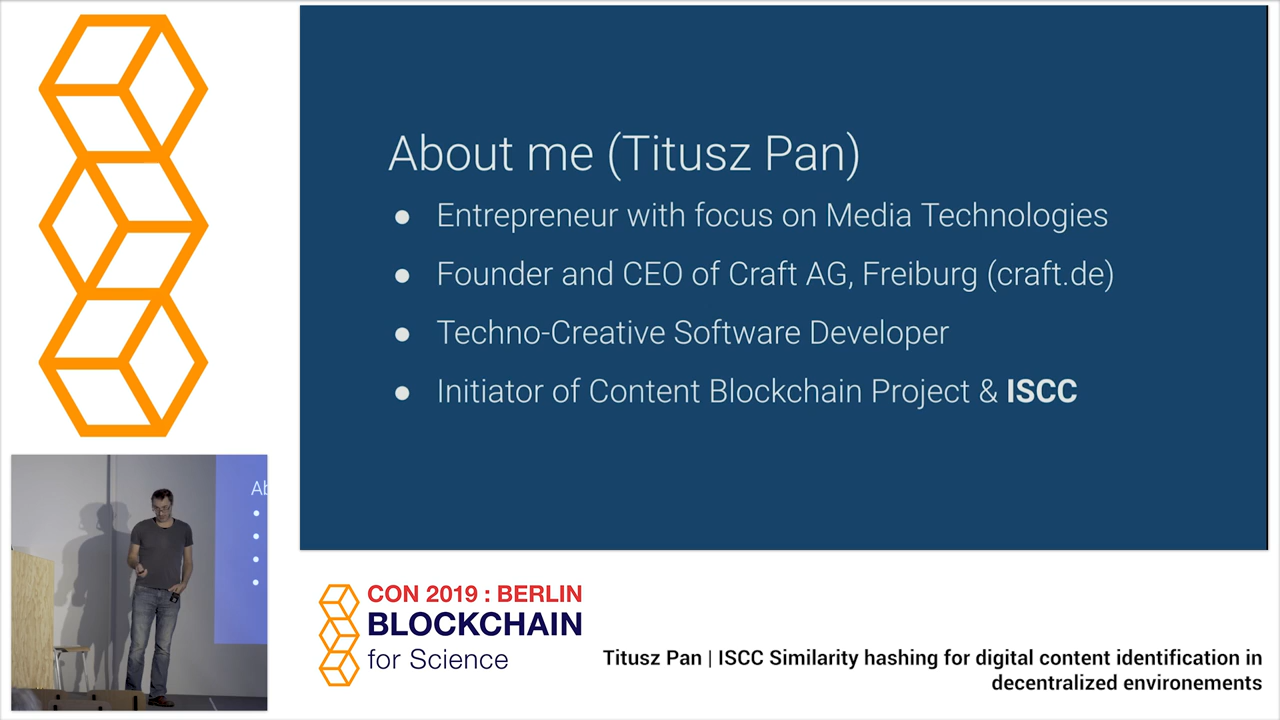 About me (Titusz Pan)
● Entrepreneur with focus on Media Technologies
● Founder and CEO of Craft AG, Freiburg (craft.de)
● Techno-Creative Software Developer
● Initiator of Content Blockchain Project & ISCC
Ab
CON 2019 : BERLIN
BLOCKCHAIN
for Science
Titusz Pan | ISCC Similarity hashing for digital content identification in
decentralized environements